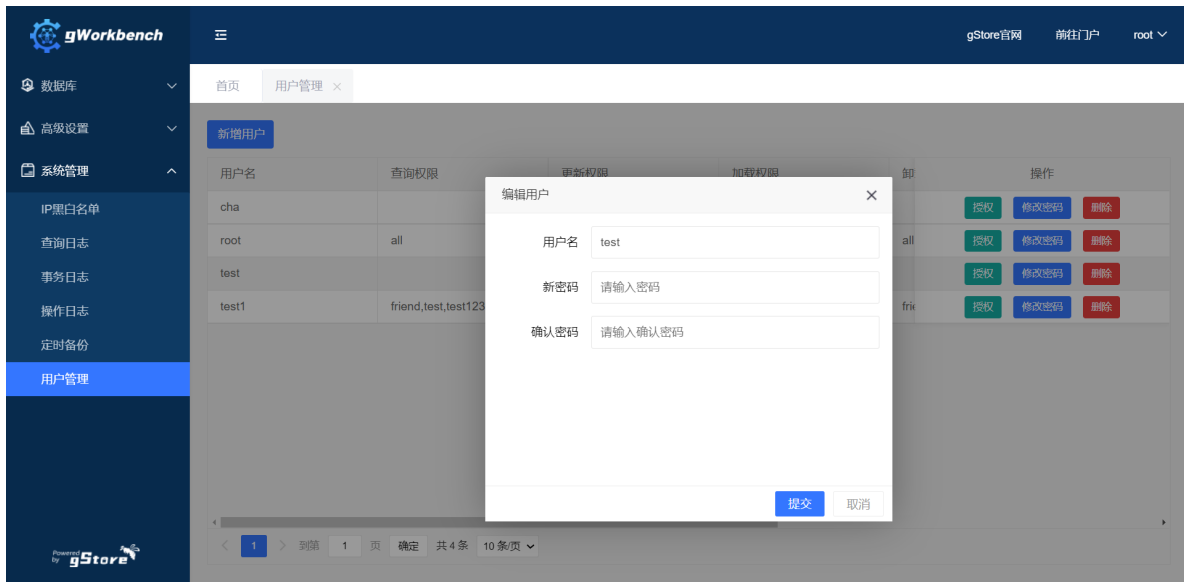 gWorkbench
gStore官网 前往门户 root
数据库
首页 用户管理
高级设置
新增用户
系统管理
用户名 查询权限 更新权限 加载权限 卸 操作
编辑用户
IP黑白名单
cha 授权 修改密码 删除
查询日志
root all all 授权 修改密码 删除
用户名 test
事务日志
test 授权 修改密码 删除
新密码 请输入密码
操作日志
test1 friend,test,test123 frie 授权 修改密码 删除
确认密码 请输入确认密码
定时备份
用户管理
提交 取消
1 到第 1 页 确定 共4条 10条/页
Powered by gStore